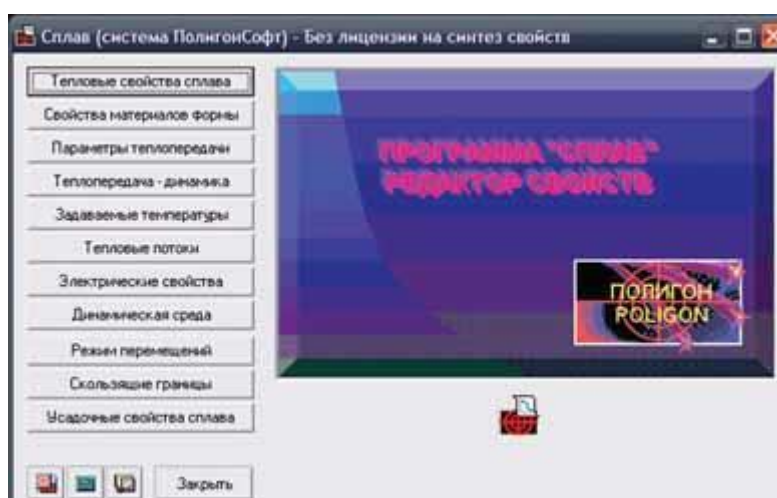 Сплав (система ПолигонСофт) - Без лицензии на синтез свойств
Тепловые свойства сплава
Свойства материалов формы
Параметры теплопередачи
Теплопередача - динамика
Задаваемые температуры
Тепловые потоки
Электрические свойства
Динамическая среда
Режим перемещений
Скользящие границы
Усадочные свойства сплава
Закрыть
ПРОГРАММА "СПЛАВ"
РЕДАКТОР СВОЙСТВ
ПОЛИГОН
POLIGON